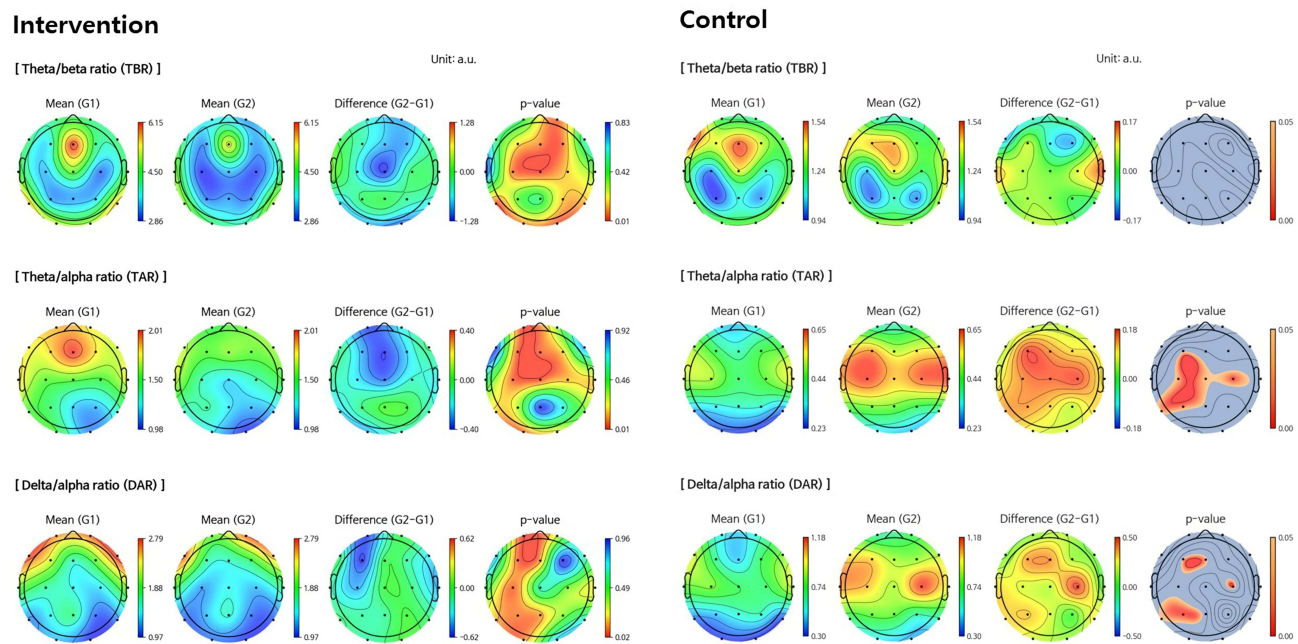 Intervention
[ Theta/beta ratio (TBR) ]
Unit: a.u.
Mean (G1) Mean (G2) Difference (G2-G1) p-value
6.15 6.15 1.28 0.83
4.50 4.50 0.00 0.42
2.86 2.86 -1.28 0.01
[ Theta/alpha ratio (TAR) ]
Mean (G1) Mean (G2) Difference (G2-G1) p-value
2.01 2.01 0.40 0.92
1.50 1.50 0.00 0.46
0.98 0.98 -0.40 0.01
[ Delta/alpha ratio (DAR) ]
Mean (G1) Mean (G2) Difference (G2-G1) p-value
2.79 2.79 0.62 0.96
1.88 1.88 0.00 0.49
0.97 0.97 -0.62 0.02
Control
[ Theta/beta ratio (TBR) ]
Unit: a.u.
Mean (G1) Mean (G2) Difference (G2-G1) p-value
1.54 1.54 0.17 0.05
1.24 1.24 0.00
0.94 0.94 -0.17 0.00
[ Theta/alpha ratio (TAR) ]
Mean (G1) Mean (G2) Difference (G2-G1) p-value
0.65 0.65 0.18 0.05
0.44 0.44 0.00
0.23 0.23 -0.18 0.00
[ Delta/alpha ratio (DAR) ]
Mean (G1) Mean (G2) Difference (G2-G1) p-value
1.18 1.18 0.50 0.05
0.74 0.74 0.00
0.30 0.30 -0.50 0.00